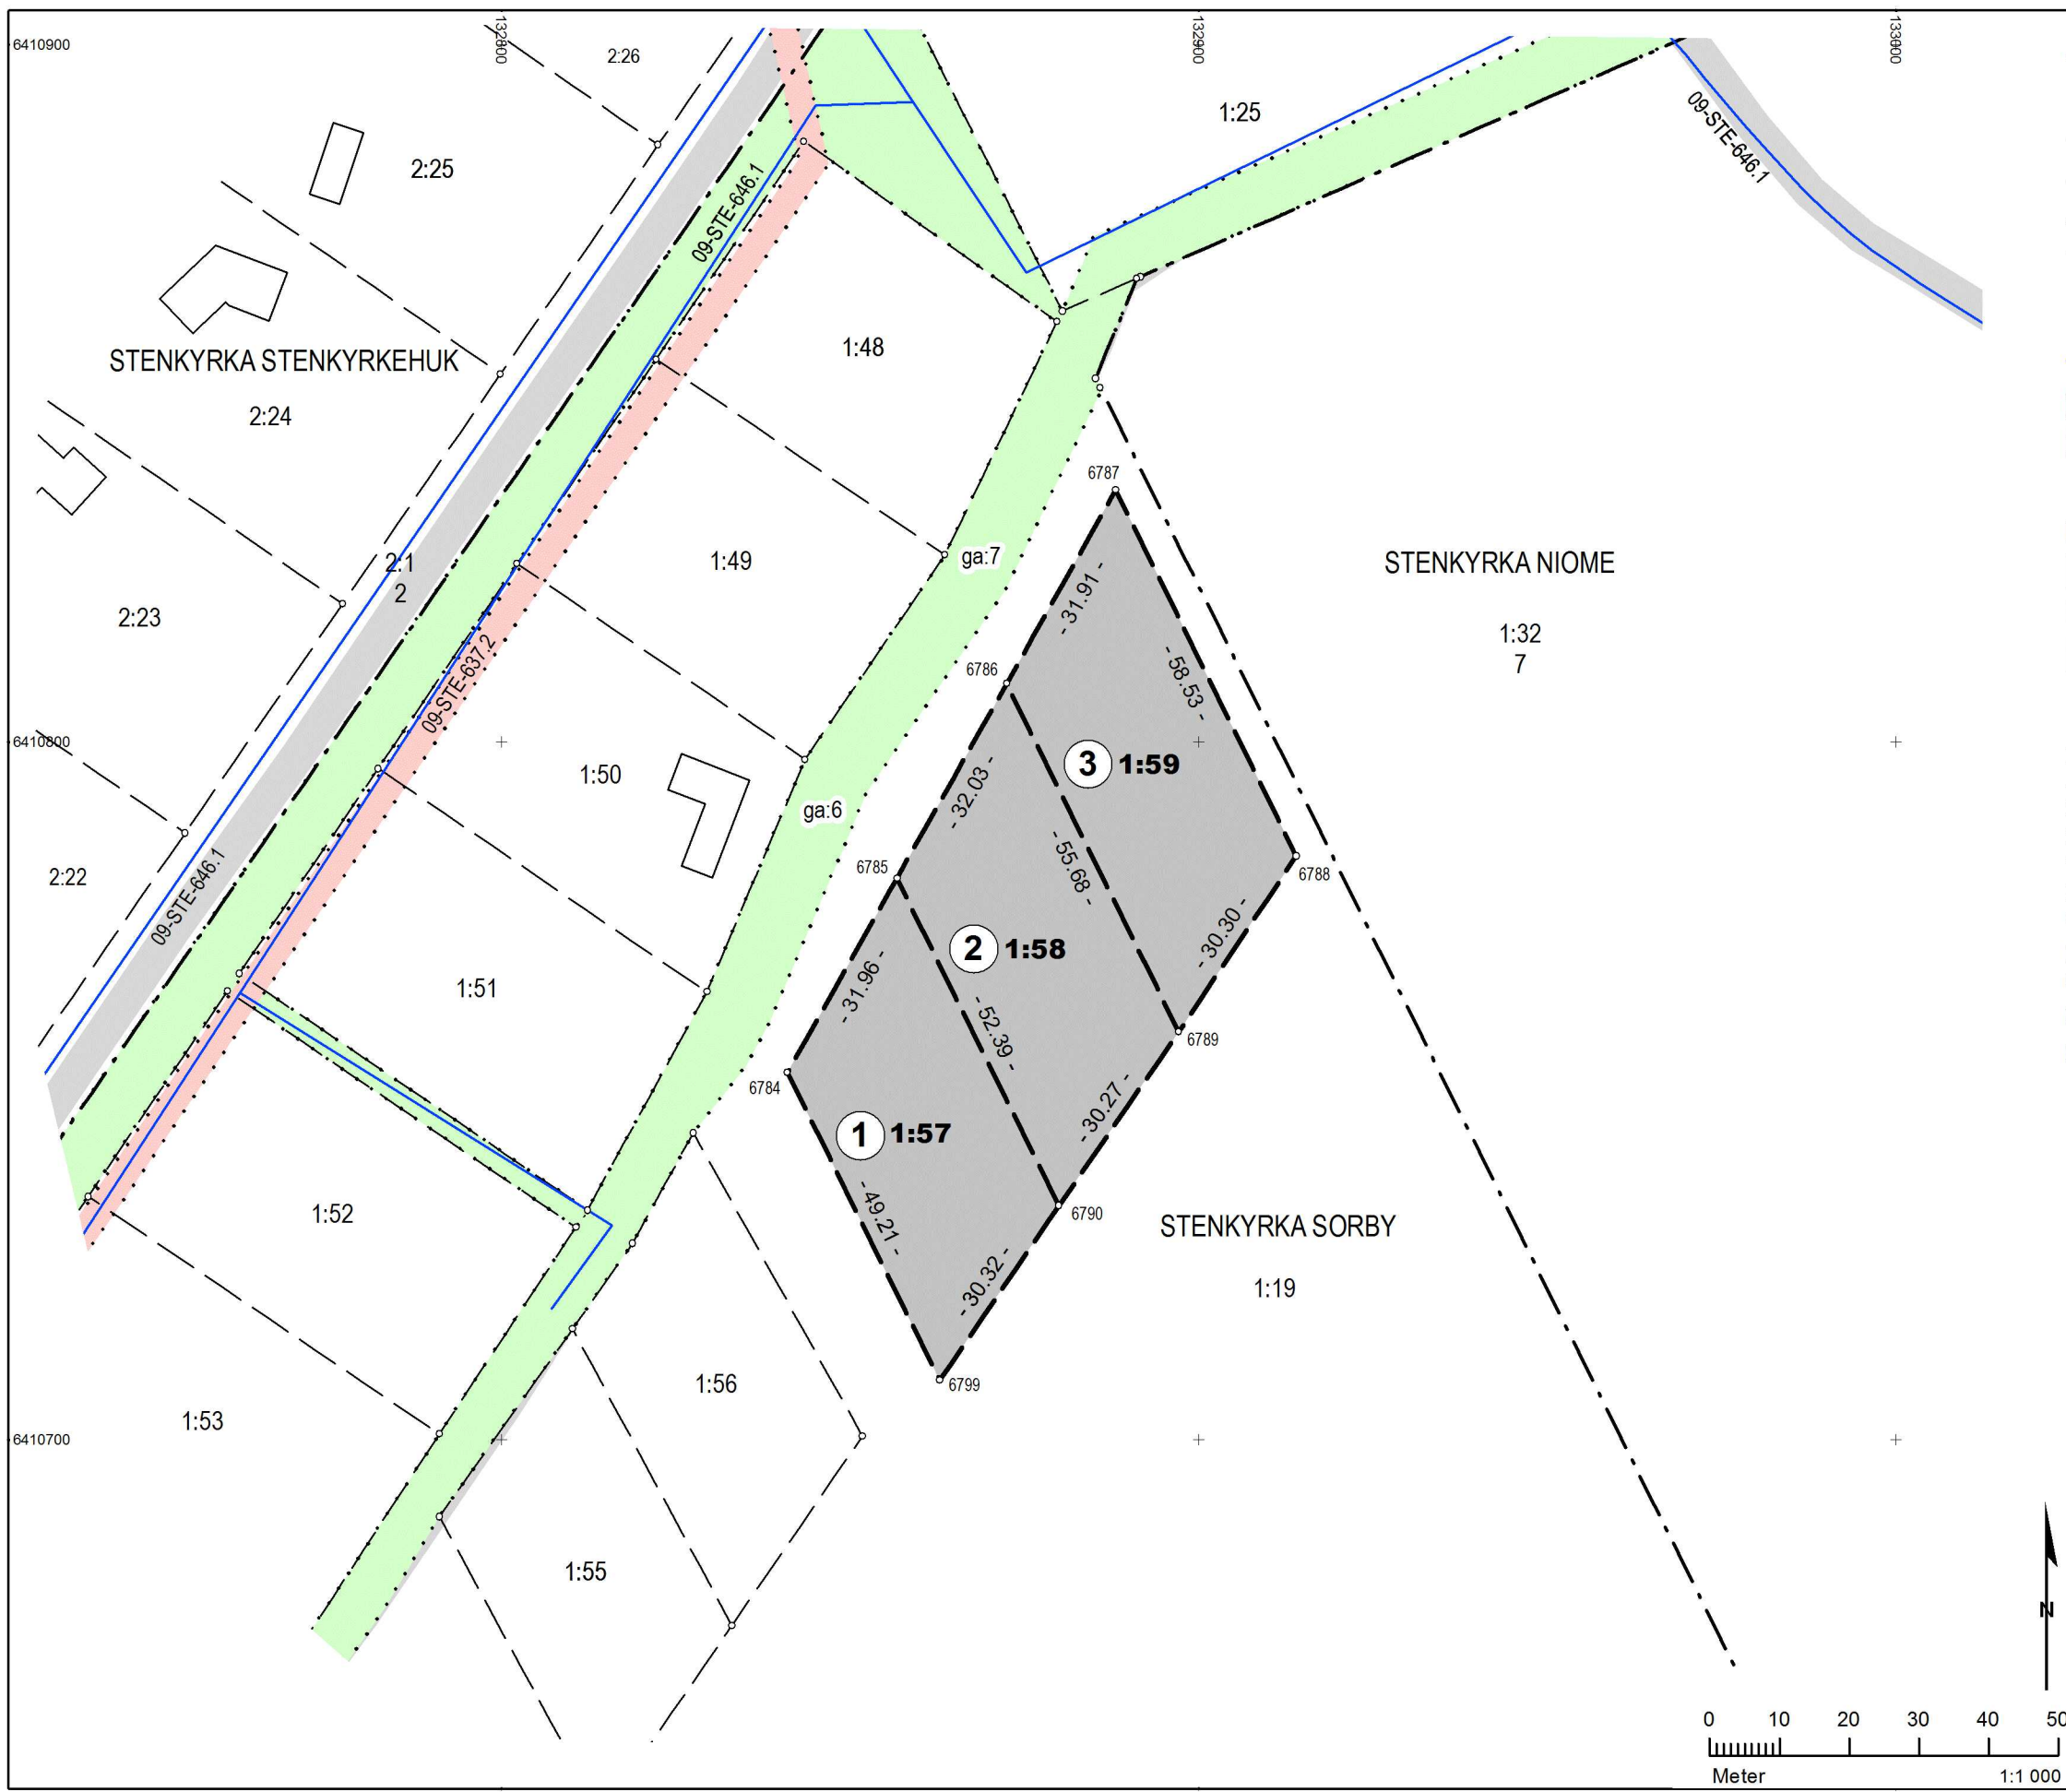 132800
132900
133000
6410900
2:26
1:25
09-STE-646.1
2:25
09-STE-646.1
1:48
STENKYRKA STENKYRKEHUK
2:24
6787
2:1
2
1:49
ga:7
STENKYRKA NIOME
- 31.91 -
2:23
1:32
7
6786
- 58.53 -
09-STE-637.2
6410800
3 1:59
1:50
- 32.03 -
ga:6
6785
- 55.68 -
2:22
6788
09-STE-646.1
- 30.30 -
2 1:58
1:51
- 31.96 -
- 52.39 -
6789
6784
- 30.27 -
1 1:57
1:52
- 49.21 -
6790
STENKYRKA SORBY
- 30.32 -
1:19
1:56
6799
1:53
6410700
1:55
N
0 10 20 30 40 50
Meter 1:1 000